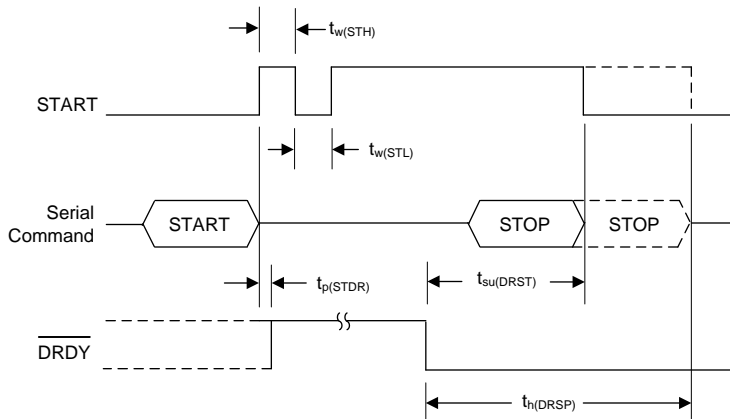 tw(STH)
START
tw(STL)
Serial
Command
START
STOP
STOP
tp(STDR)
tsu(DRST)
DRDY
th(DRSP)